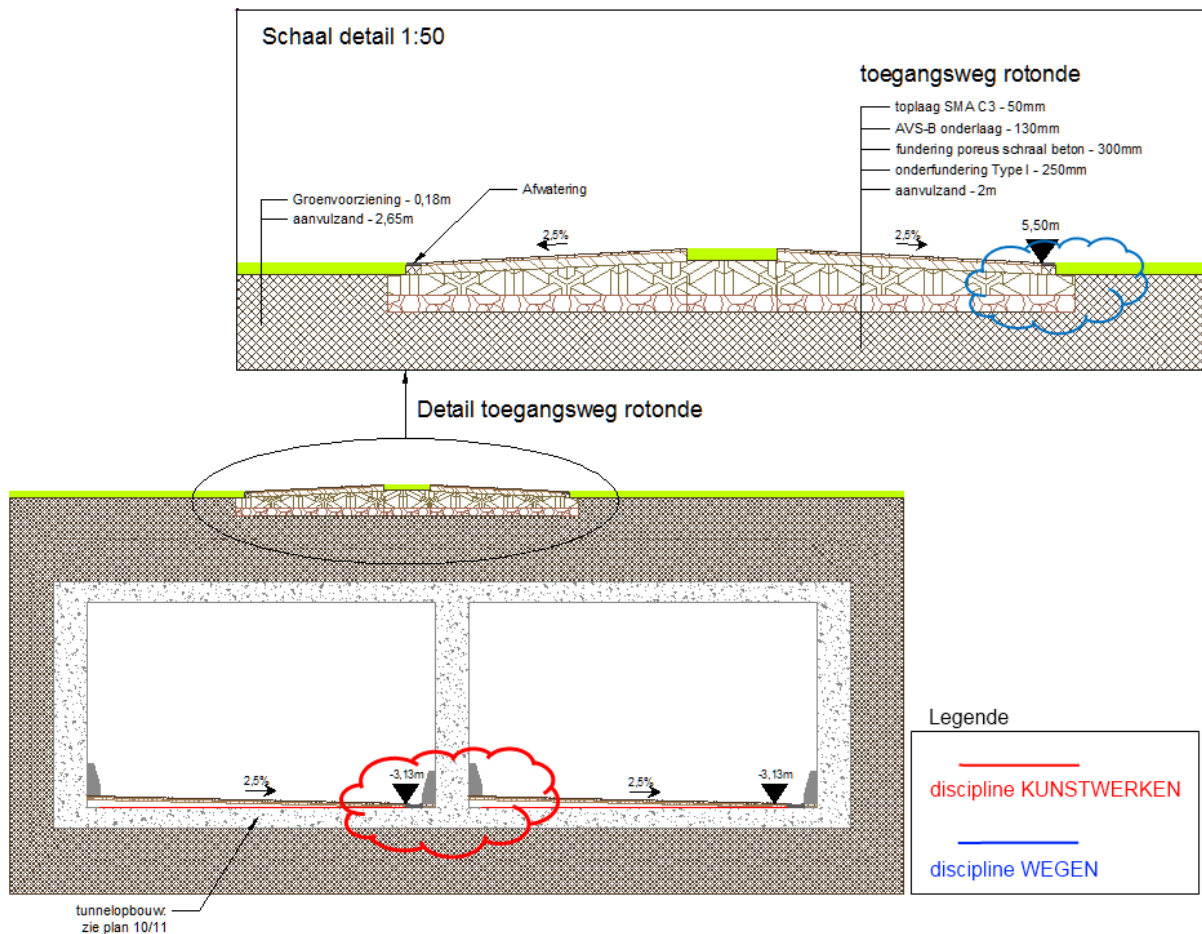 Schaal detail 1:50
toegangsweg rotonde
toplaag SMA C3 - 50mm
AVS-B onderlaag - 130mm
fundering poreus schraal beton - 300mm
onderfundering Type I - 250mm
aanvulzand - 2m
Groenvoorziening - 0,18m
aanvulzand - 2,65m
Afwatering
2,5%
2,5%
5,50m
Detail toegangsweg rotonde
2,5%
-3,13m
2,5%
-3,13m
tunnelopbouw:
zie plan 10/11
Legende
discipline KUNSTWERKEN
discipline WEGEN